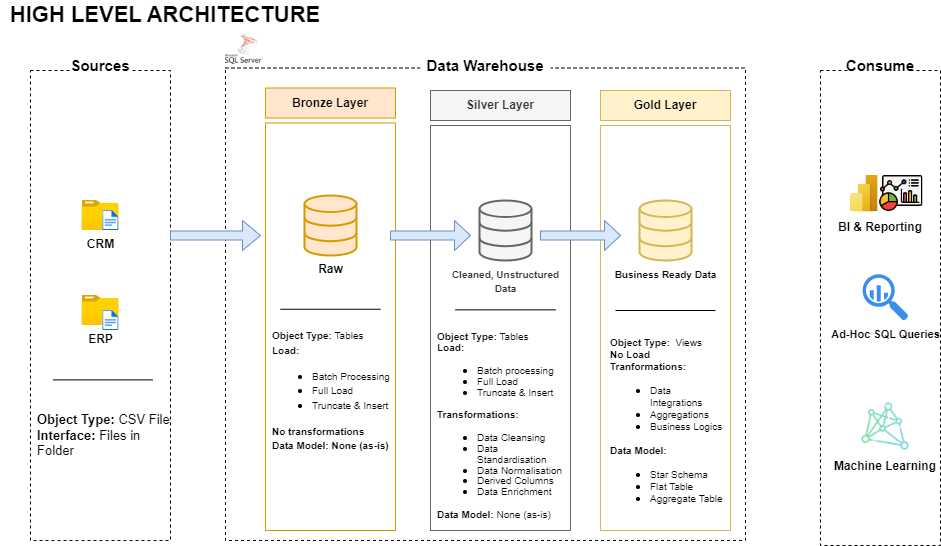 HIGH LEVEL ARCHITECTURE
Sources
CRM
ERP
Object Type: CSV File
Interface: Files in
Folder
Microsoft
SQL Server
Data Warehouse
Bronze Layer
Raw
Object Type: Tables
Load:
Batch Processing
Full Load
Truncate & Insert
No transformations
Data Model: None (as-is)
Silver Layer
Cleaned, Unstructured
Data
Object Type: Tables
Load:
Batch processing
Full Load
Truncate & Insert
Transformations:
Data Cleansing
Data
Standardisation
Data Normalisation
Derived Columns
Data Enrichment
Data Model: None (as-is)
Gold Layer
Business Ready Data
Object Type: Views
No Load
Tranformations:
Data
Integrations
Aggregations
Business Logics
Data Model:
Star Schema
Flat Table
Aggregate Table
Consume
BI & Reporting
Ad-Hoc SQL Queries
Machine Learning